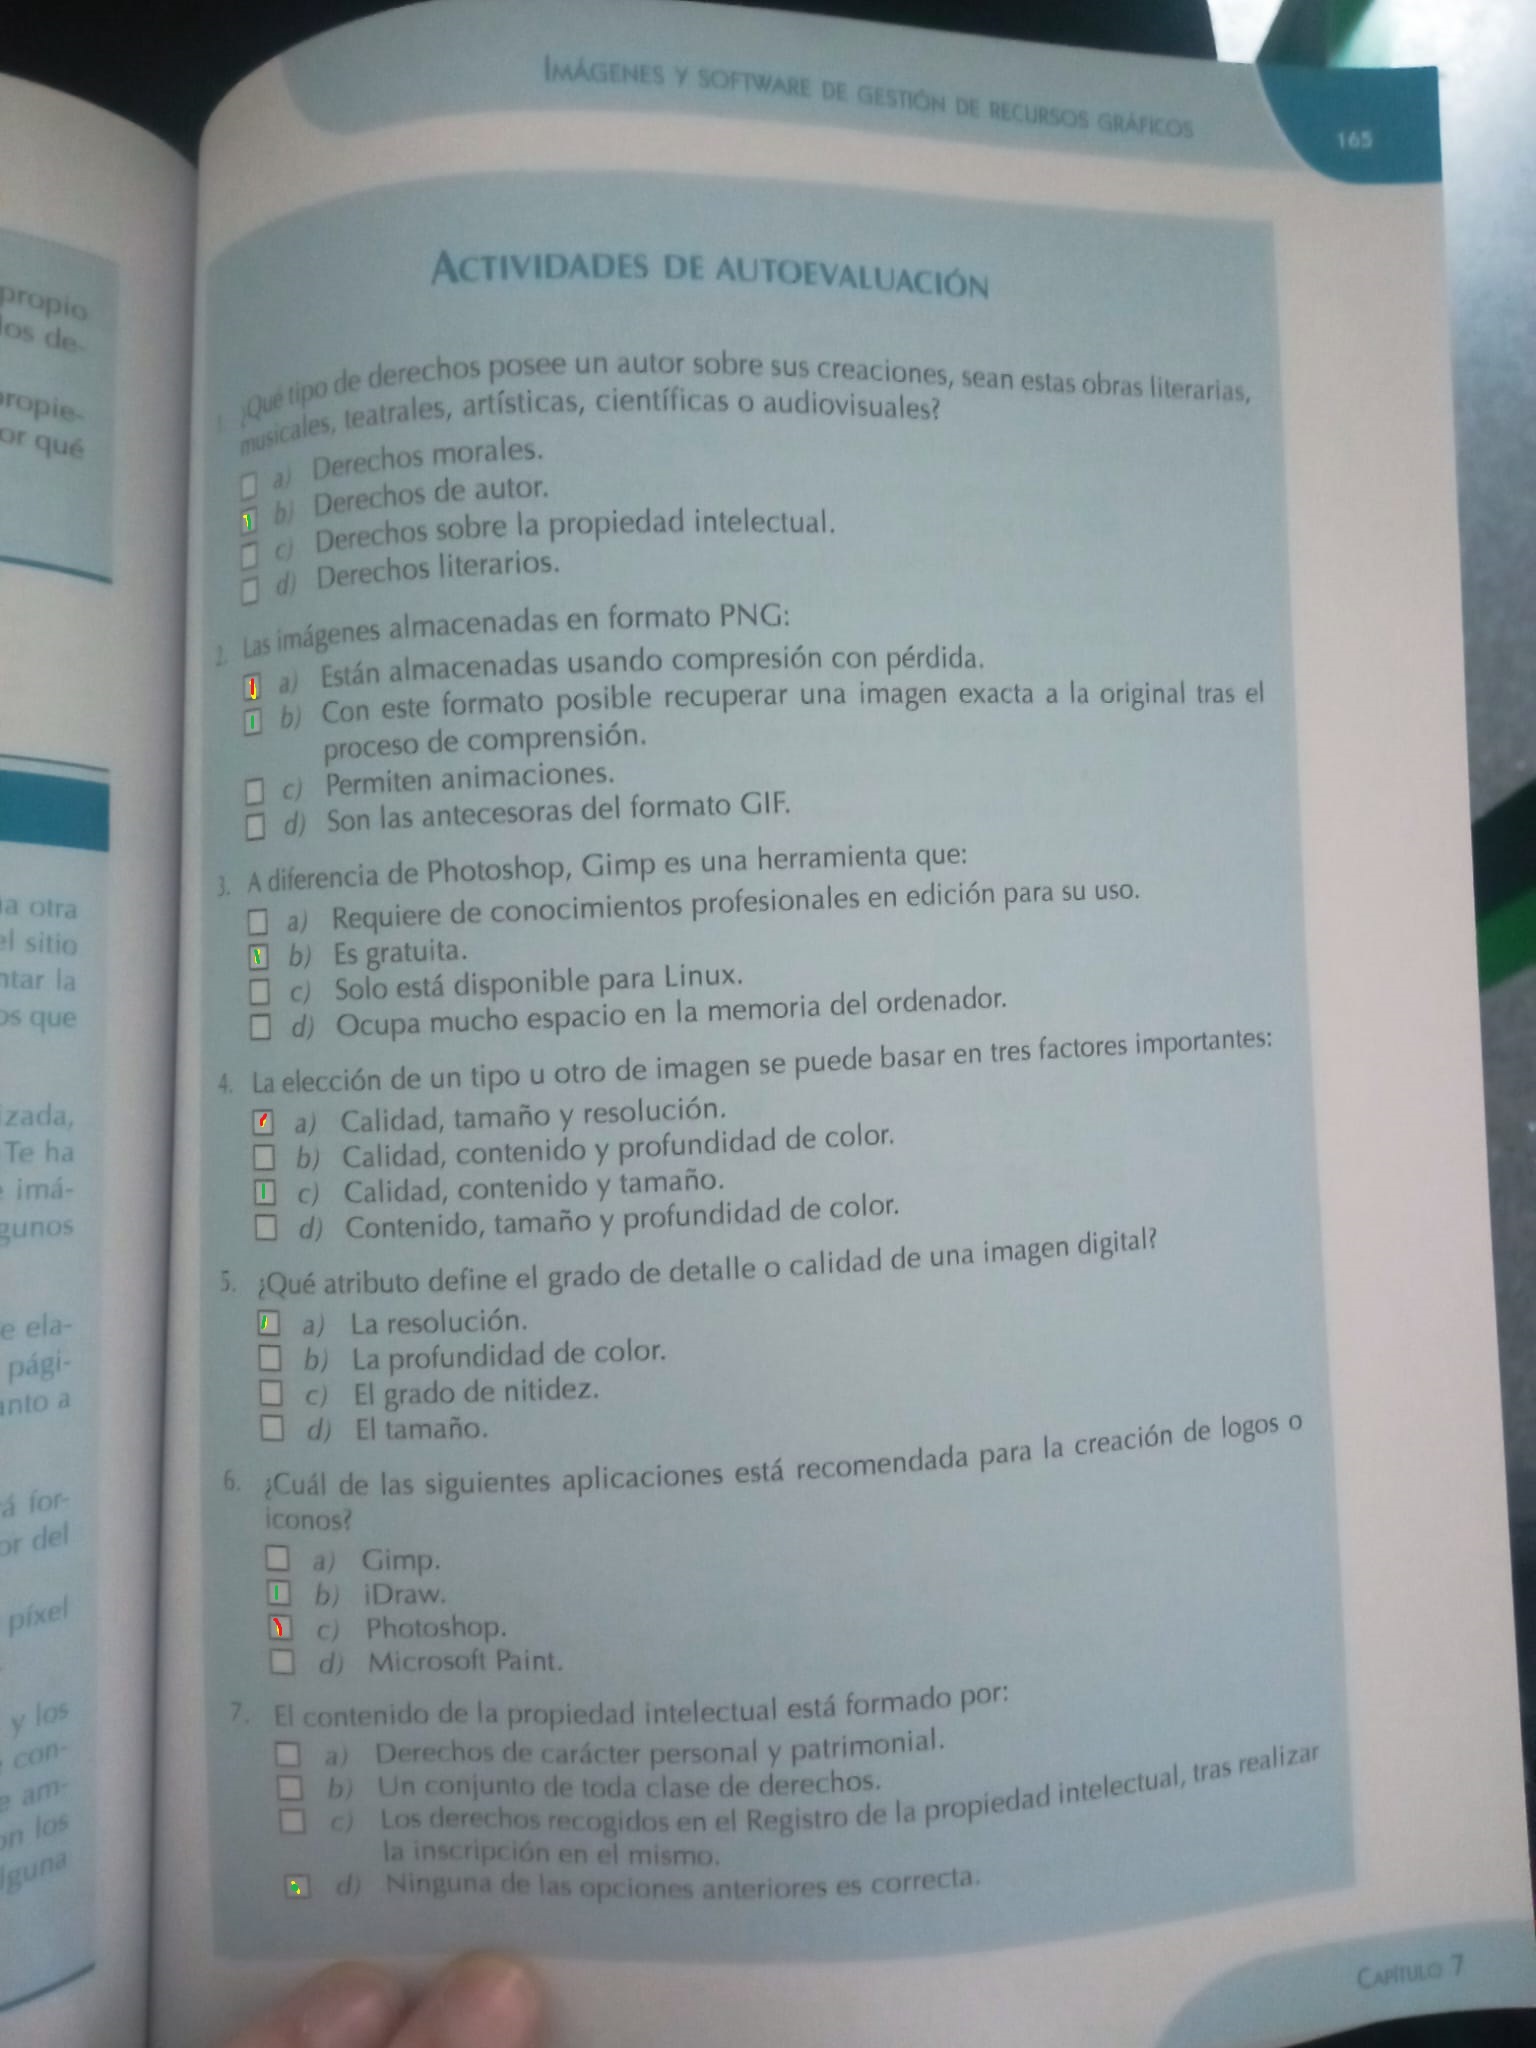 IMÁGENES Y SOFTWARE DE GESTIÓN DE RECURSOS GRÁFICOS
165
propio
los de-
propie-
or qué
a otra
el sitio
ntar la
os que
izada,
Te ha
e imá-
gunos
e ela-
pági-
anto a
á for-
or del
píxel
y los
con-
e am-
on los
lguna
ACTIVIDADES DE AUTOEVALUACIÓN
1. ¿Qué tipo de derechos posee un autor sobre sus creaciones, sean estas obras literarias,
musicales, teatrales, artísticas, científicas o audiovisuales?
a) Derechos morales.
b) Derechos de autor.
c) Derechos sobre la propiedad intelectual.
d) Derechos literarios.
2. Las imágenes almacenadas en formato PNG:
a) Están almacenadas usando compresión con pérdida.
b) Con este formato posible recuperar una imagen exacta a la original tras el
proceso de comprensión.
c) Permiten animaciones.
d) Son las antecesoras del formato GIF.
3. A diferencia de Photoshop, Gimp es una herramienta que:
a) Requiere de conocimientos profesionales en edición para su uso.
b) Es gratuita.
c) Solo está disponible para Linux.
d) Ocupa mucho espacio en la memoria del ordenador.
4. La elección de un tipo u otro de imagen se puede basar en tres factores importantes:
a) Calidad, tamaño y resolución.
b) Calidad, contenido y profundidad de color.
c) Calidad, contenido y tamaño.
d) Contenido, tamaño y profundidad de color.
5. ¿Qué atributo define el grado de detalle o calidad de una imagen digital?
a) La resolución.
b) La profundidad de color.
c) El grado de nitidez.
d) El tamaño.
6. ¿Cuál de las siguientes aplicaciones está recomendada para la creación de logos o
iconos?
a) Gimp.
b) iDraw.
c) Photoshop.
d) Microsoft Paint.
7. El contenido de la propiedad intelectual está formado por:
a) Derechos de carácter personal y patrimonial.
b) Un conjunto de toda clase de derechos.
c) Los derechos recogidos en el Registro de la propiedad intelectual, tras realizar
la inscripción en el mismo.
d) Ninguna de las opciones anteriores es correcta.
CAPÍTULO 7